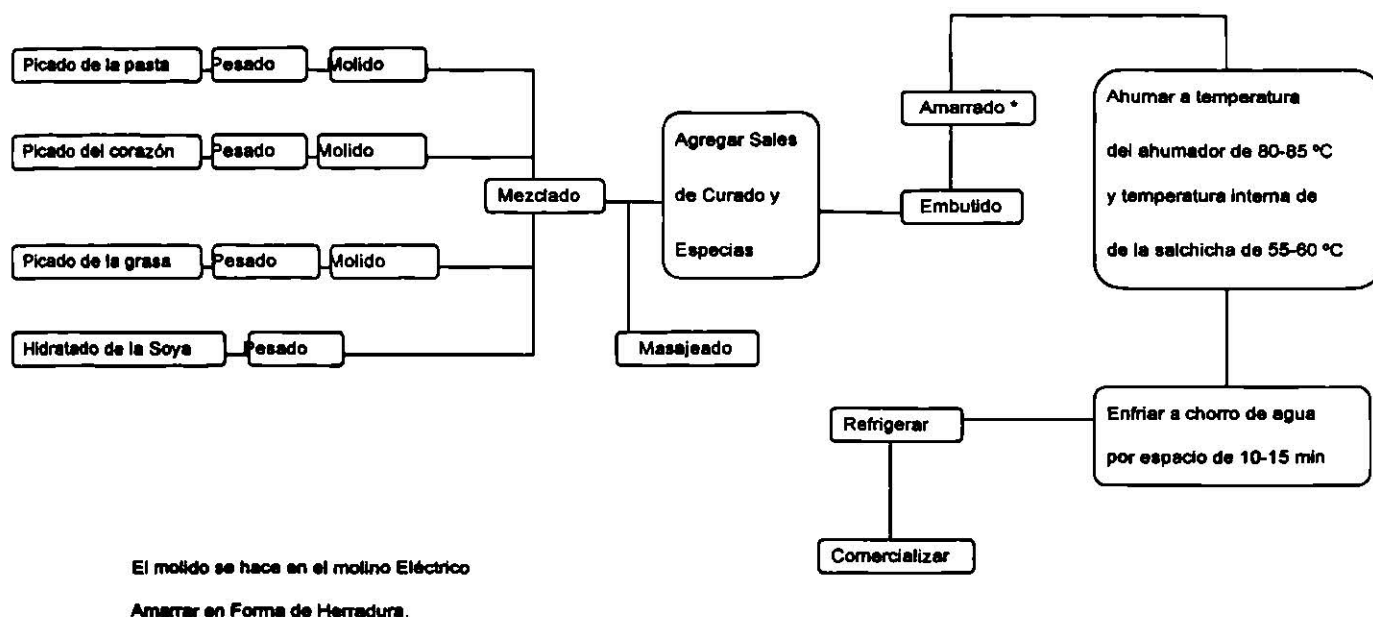 Picado de la pasta Pesado Molido
Picado del corazón Pesado Molido
Picado de la grasa Pesado Molido
Hidratado de la Soya Pesado
Mezclado
Masajeado
Agregar Sales
de Curado y
Especias
Embutido
Amarrado *
Ahumar a temperatura
del ahumador de 80-85 ºC
y temperatura interna de
de la salchicha de 55-60 ºC
Enfriar a chorro de agua
por espacio de 10-15 min
Refrigerar
Comercializar
El molido se hace en el molino Eléctrico
Amarrar en Forma de Herradura.